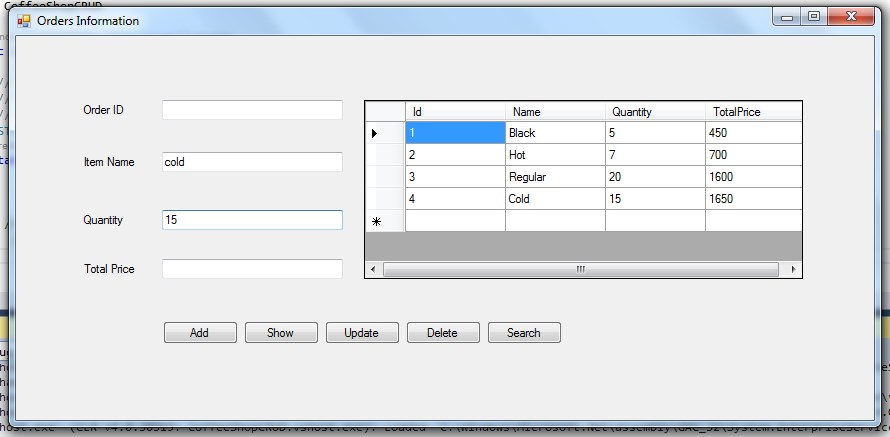 CoffeeShopCRUD
Orders Information
Order ID
Item Name
cold
Quantity
15
Total Price
Id Name Quantity TotalPrice
1 Black 5 450
2 Hot 7 700
3 Regular 20 1600
4 Cold 15 1650
Add Show Update Delete Search